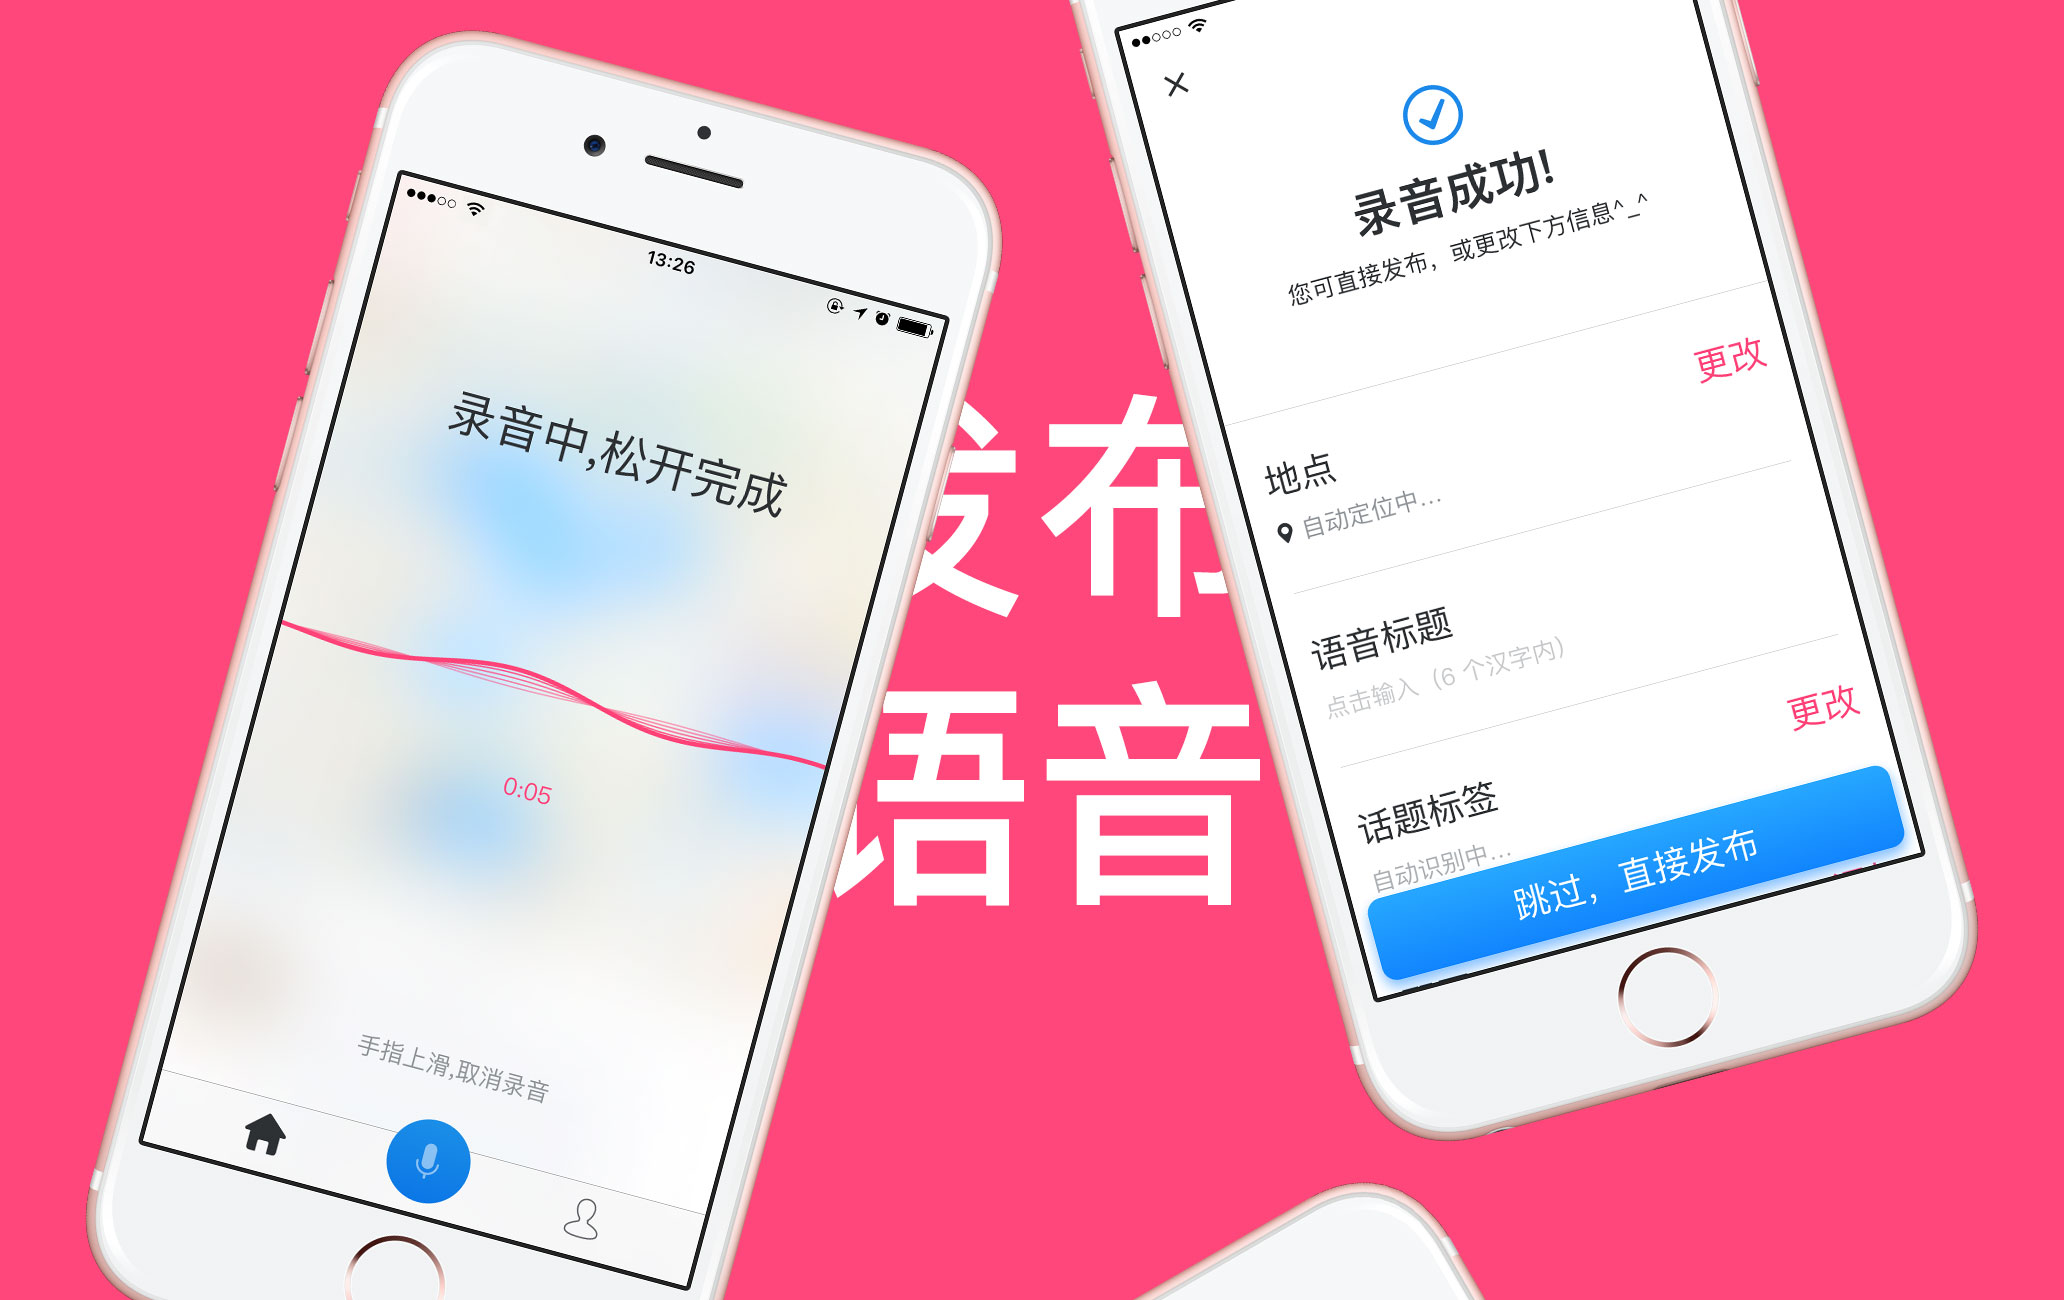 13:26
录音中,松开完成
0:05
手指上滑,取消录音
发布
语音
录音成功!
您可直接发布，或更改下方信息^_^
更改
地点
自动定位中...
语音标题
点击输入（6 个汉字内）
更改
话题标签
自动识别中...
跳过，直接发布